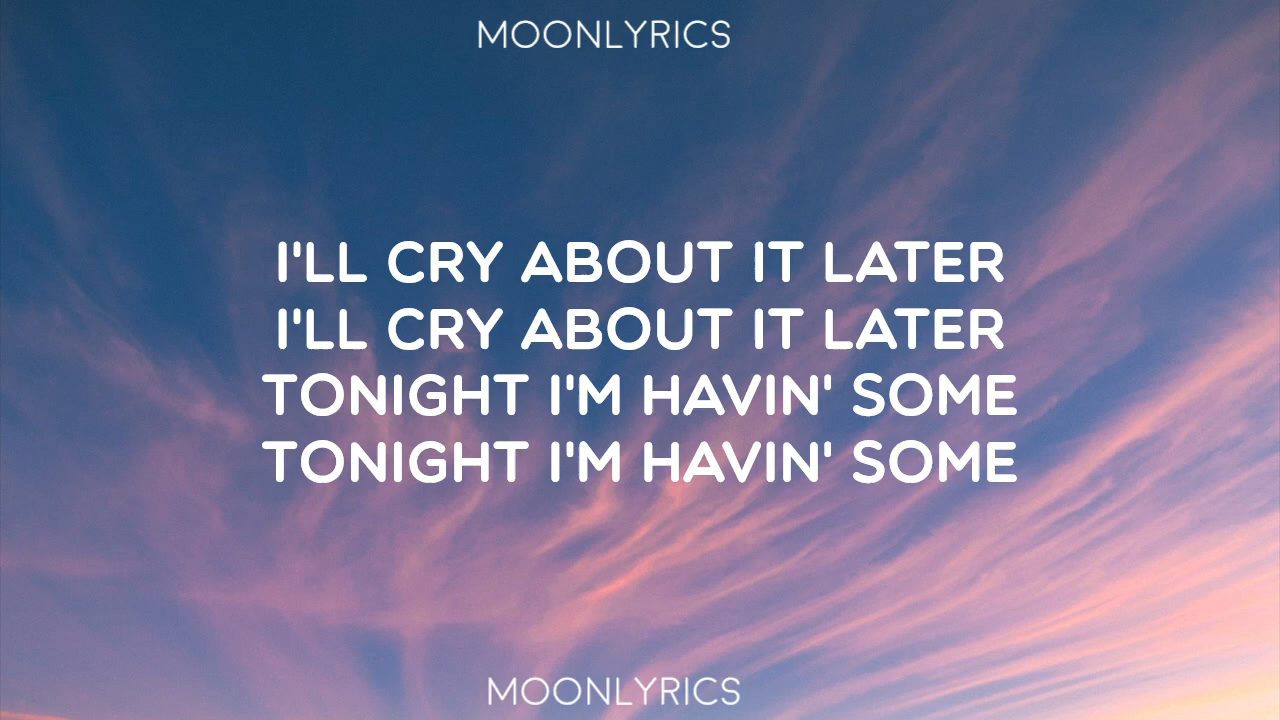 MOONLYRICS
I'LL CRY ABOUT IT LATER
I'LL CRY ABOUT IT LATER
TONIGHT I'M HAVIN' SOME
TONIGHT I'M HAVIN' SOME
MOONLYRICS